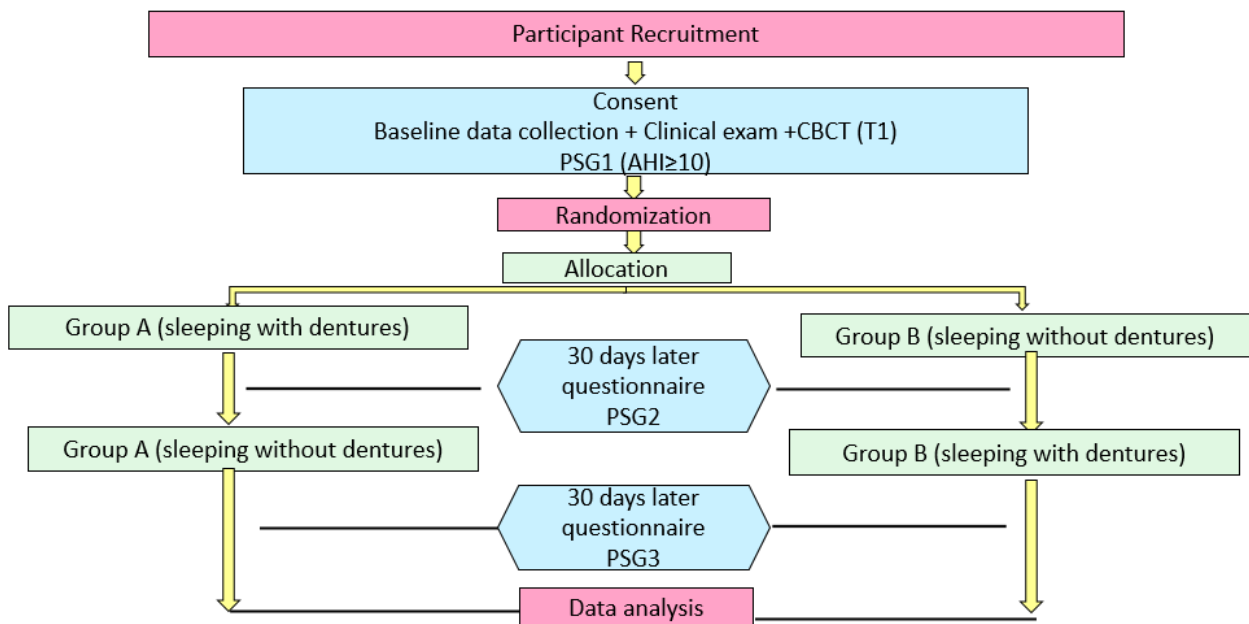 Participant Recruitment
Consent
Baseline data collection + Clinical exam +CBCT (T1)
PSG1 (AHI≥10)
Randomization
Allocation
Group A (sleeping with dentures)
Group B (sleeping without dentures)
30 days later
questionnaire
PSG2
Group A (sleeping without dentures)
Group B (sleeping with dentures)
30 days later
questionnaire
PSG3
Data analysis